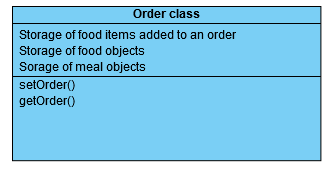 Order class
Storage of food items added to an order
Storage of food objects
Sorage of meal objects
setOrder()
getOrder()